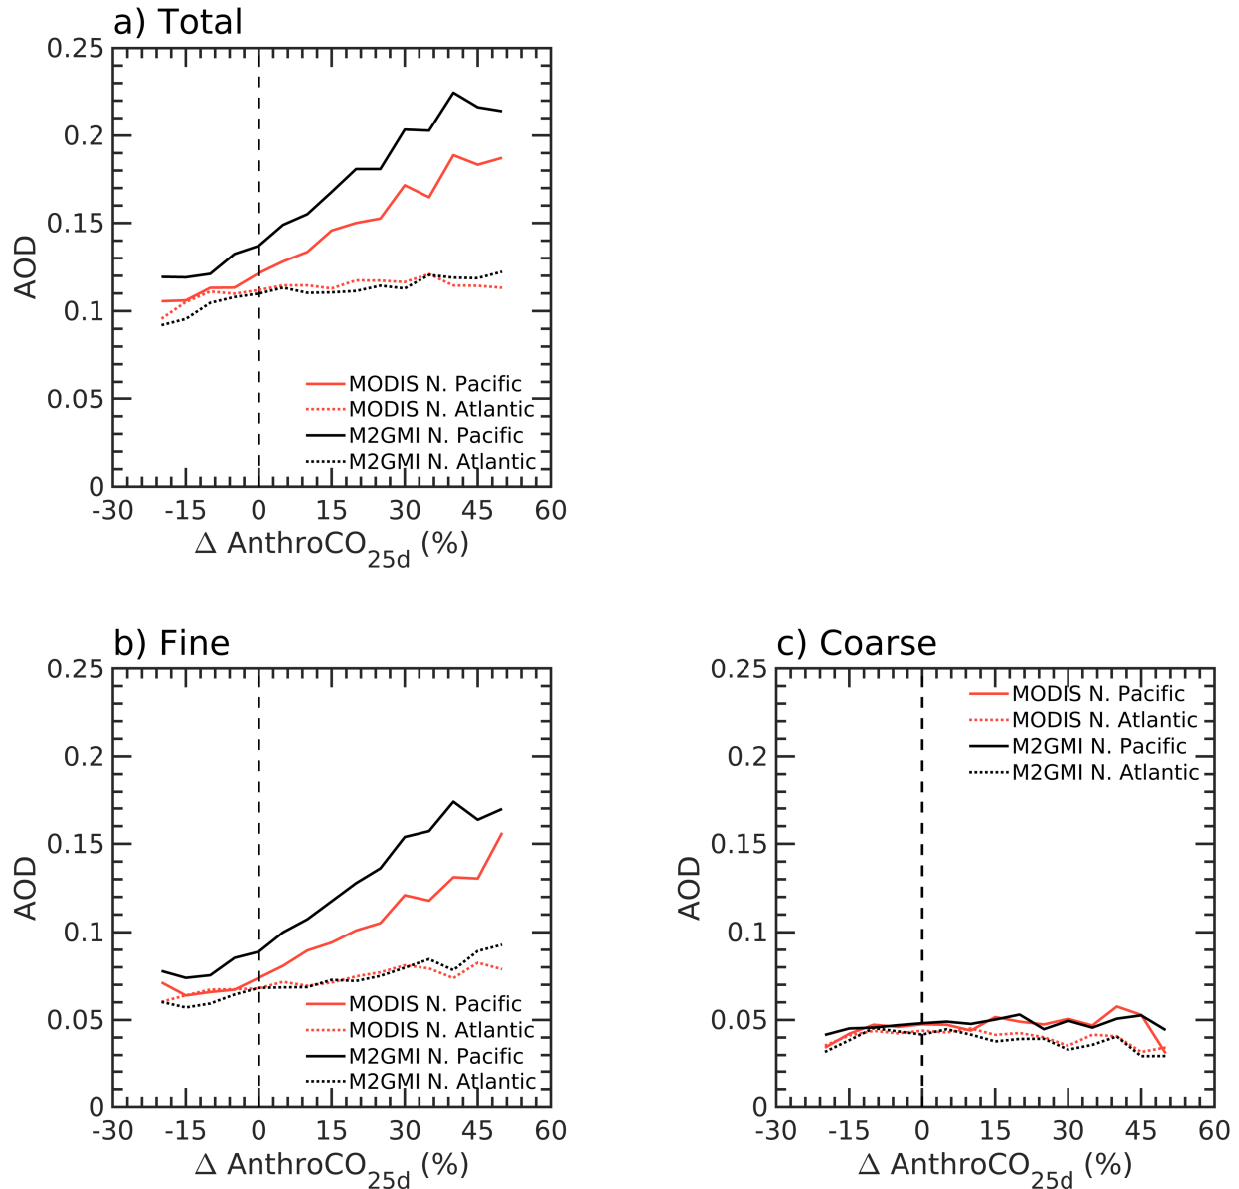 a) Total
0.25
0.2
0.15
0.1
0.05
0
AOD
MODIS N. Pacific
MODIS N. Atlantic
M2GMI N. Pacific
M2GMI N. Atlantic
-30 -15 0 15 30 45 60
Δ AnthroCO25d (%)
b) Fine
0.25
0.2
0.15
0.1
0.05
0
AOD
MODIS N. Pacific
MODIS N. Atlantic
M2GMI N. Pacific
M2GMI N. Atlantic
-30 -15 0 15 30 45 60
Δ AnthroCO25d (%)
c) Coarse
0.25
0.2
0.15
0.1
0.05
0
AOD
MODIS N. Pacific
MODIS N. Atlantic
M2GMI N. Pacific
M2GMI N. Atlantic
-30 -15 0 15 30 45 60
Δ AnthroCO25d (%)